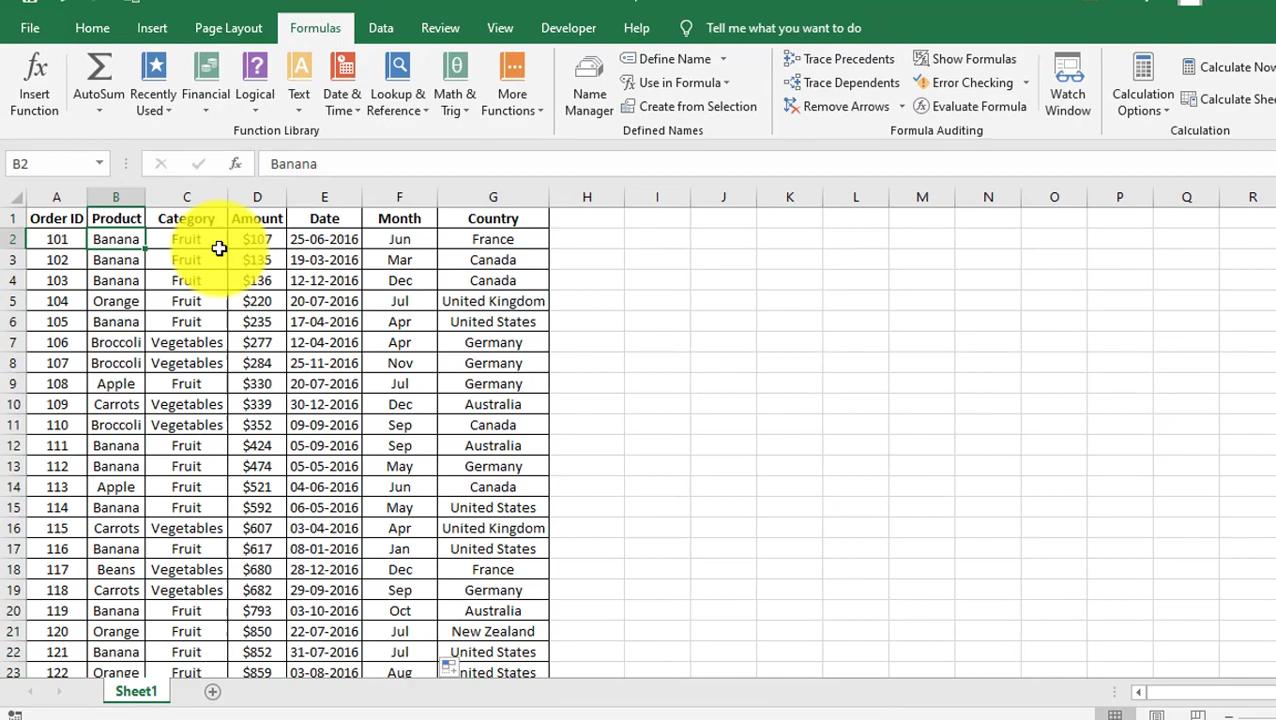 File Home Insert Page Layout Formulas Data Review View Developer Help Tell me what you want to do
Insert Function
AutoSum
Recently Used
Financial
Logical
Text
Date & Time
Lookup & Reference
Math & Trig
More Functions
Function Library
Name Manager
Define Name
Use in Formula
Create from Selection
Defined Names
Trace Precedents
Trace Dependents
Remove Arrows
Show Formulas
Error Checking
Evaluate Formula
Formula Auditing
Watch Window
Calculation Options
Calculate Now
Calculate Sheet
Calculation
B2 fx Banana
A B C D E F G H I J K L M N O P Q R
1 Order ID Product Category Amount Date Month Country
2 101 Banana Fruit $107 25-06-2016 Jun France
3 102 Banana Fruit $135 19-03-2016 Mar Canada
4 103 Banana Fruit $136 12-12-2016 Dec Canada
5 104 Orange Fruit $220 20-07-2016 Jul United Kingdom
6 105 Banana Fruit $235 17-04-2016 Apr United States
7 106 Broccoli Vegetables $277 12-04-2016 Apr Germany
8 107 Broccoli Vegetables $284 25-11-2016 Nov Germany
9 108 Apple Fruit $330 20-07-2016 Jul Germany
10 109 Carrots Vegetables $339 30-12-2016 Dec Australia
11 110 Broccoli Vegetables $352 09-09-2016 Sep Canada
12 111 Banana Fruit $424 05-09-2016 Sep Australia
13 112 Banana Fruit $474 05-05-2016 May Germany
14 113 Apple Fruit $521 04-06-2016 Jun Canada
15 114 Banana Fruit $592 06-05-2016 May United States
16 115 Carrots Vegetables $607 03-04-2016 Apr United Kingdom
17 116 Banana Fruit $617 08-01-2016 Jan United States
18 117 Beans Vegetables $680 28-12-2016 Dec France
19 118 Carrots Vegetables $682 29-09-2016 Sep Germany
20 119 Banana Fruit $793 03-10-2016 Oct Australia
21 120 Orange Fruit $850 22-07-2016 Jul New Zealand
22 121 Banana Fruit $852 31-07-2016 Jul United States
23 122 Orange Fruit $859 03-08-2016 Aug United States
Sheet1